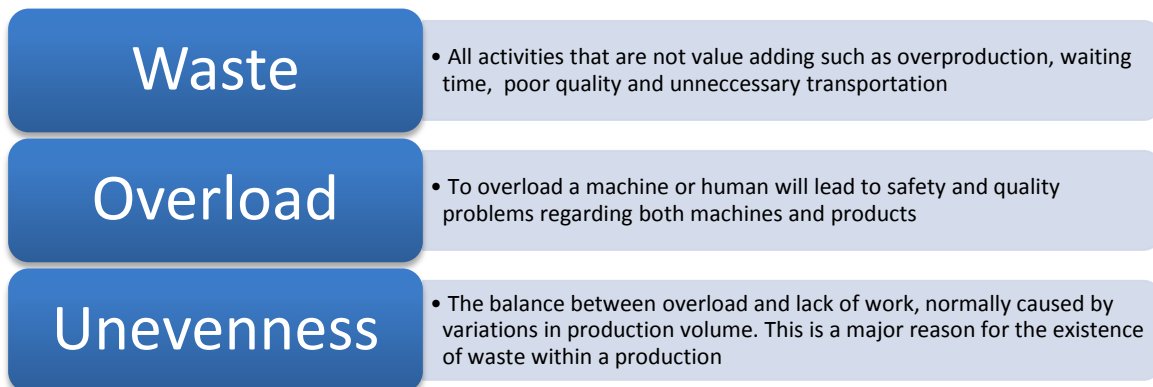 Waste
• All activities that are not value adding such as overproduction, waiting
time,  poor quality and unneccessary transportation
Overload
• To overload a machine or human will lead to safety and quality
problems regarding both machines and products
Unevenness
• The balance between overload and lack of work, normally caused by
variations in production volume. This is a major reason for the existence
of waste within a production